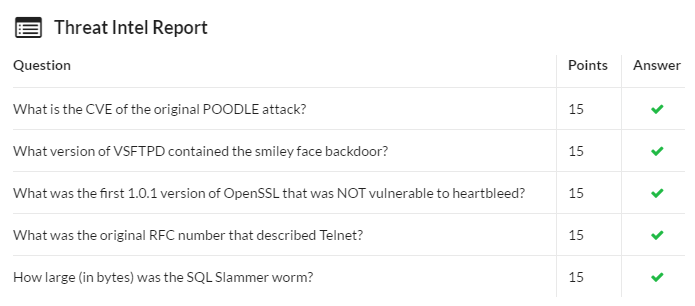 Threat Intel Report
Question Points Answer
What is the CVE of the original POODLE attack? 15
What version of VSFTPD contained the smiley face backdoor? 15
What was the first 1.0.1 version of OpenSSL that was NOT vulnerable to heartbleed? 15
What was the original RFC number that described Telnet? 15
How large (in bytes) was the SQL Slammer worm? 15